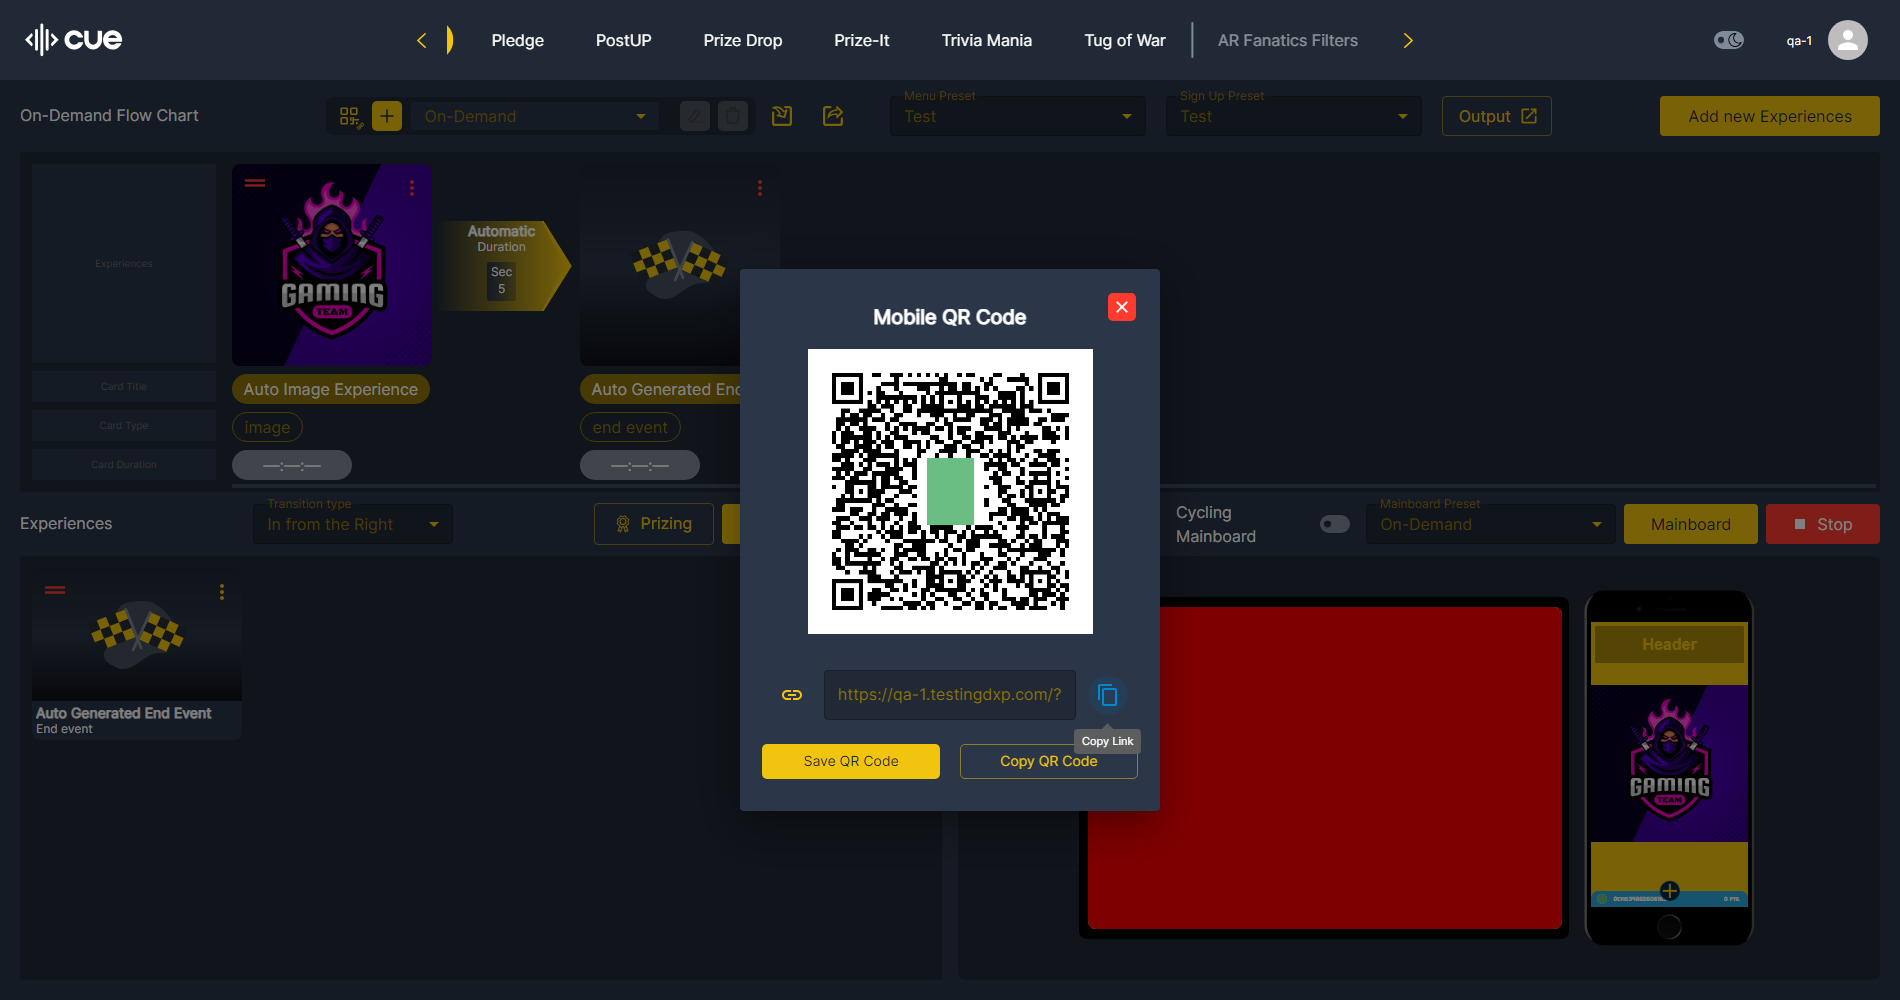 cue
Pledge
PostUP
Prize Drop
Prize-It
Trivia Mania
Tug of War
AR Fanatics Filters
qa-1
On-Demand Flow Chart
On-Demand
Menu Preset
Test
Sign Up Preset
Test
Output
Add new Experiences
Experiences
Card Title
Card Type
Card Duration
GAMING
TEAM
Auto Image Experience
image
—:—:—
Automatic
Duration
Sec
5
Auto Generated End
end event
—:—:—
Mobile QR Code
https://qa-1.testingdxp.com/?
Copy Link
Save QR Code
Copy QR Code
Experiences
Transition type
In from the Right
Prizing
Cycling
Mainboard
Mainboard Preset
On-Demand
Mainboard
Stop
Auto Generated End Event
End event
Header
GAMING
TEAM
0 PTS.